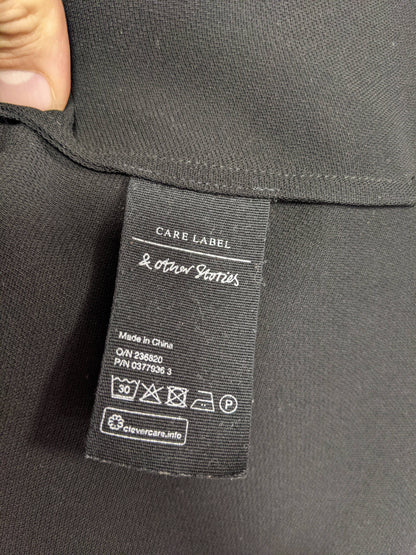 CARE LABEL
& other Stories
Made in China
O/N 236820
P/N 0377936 3
30
P
clevercare.info